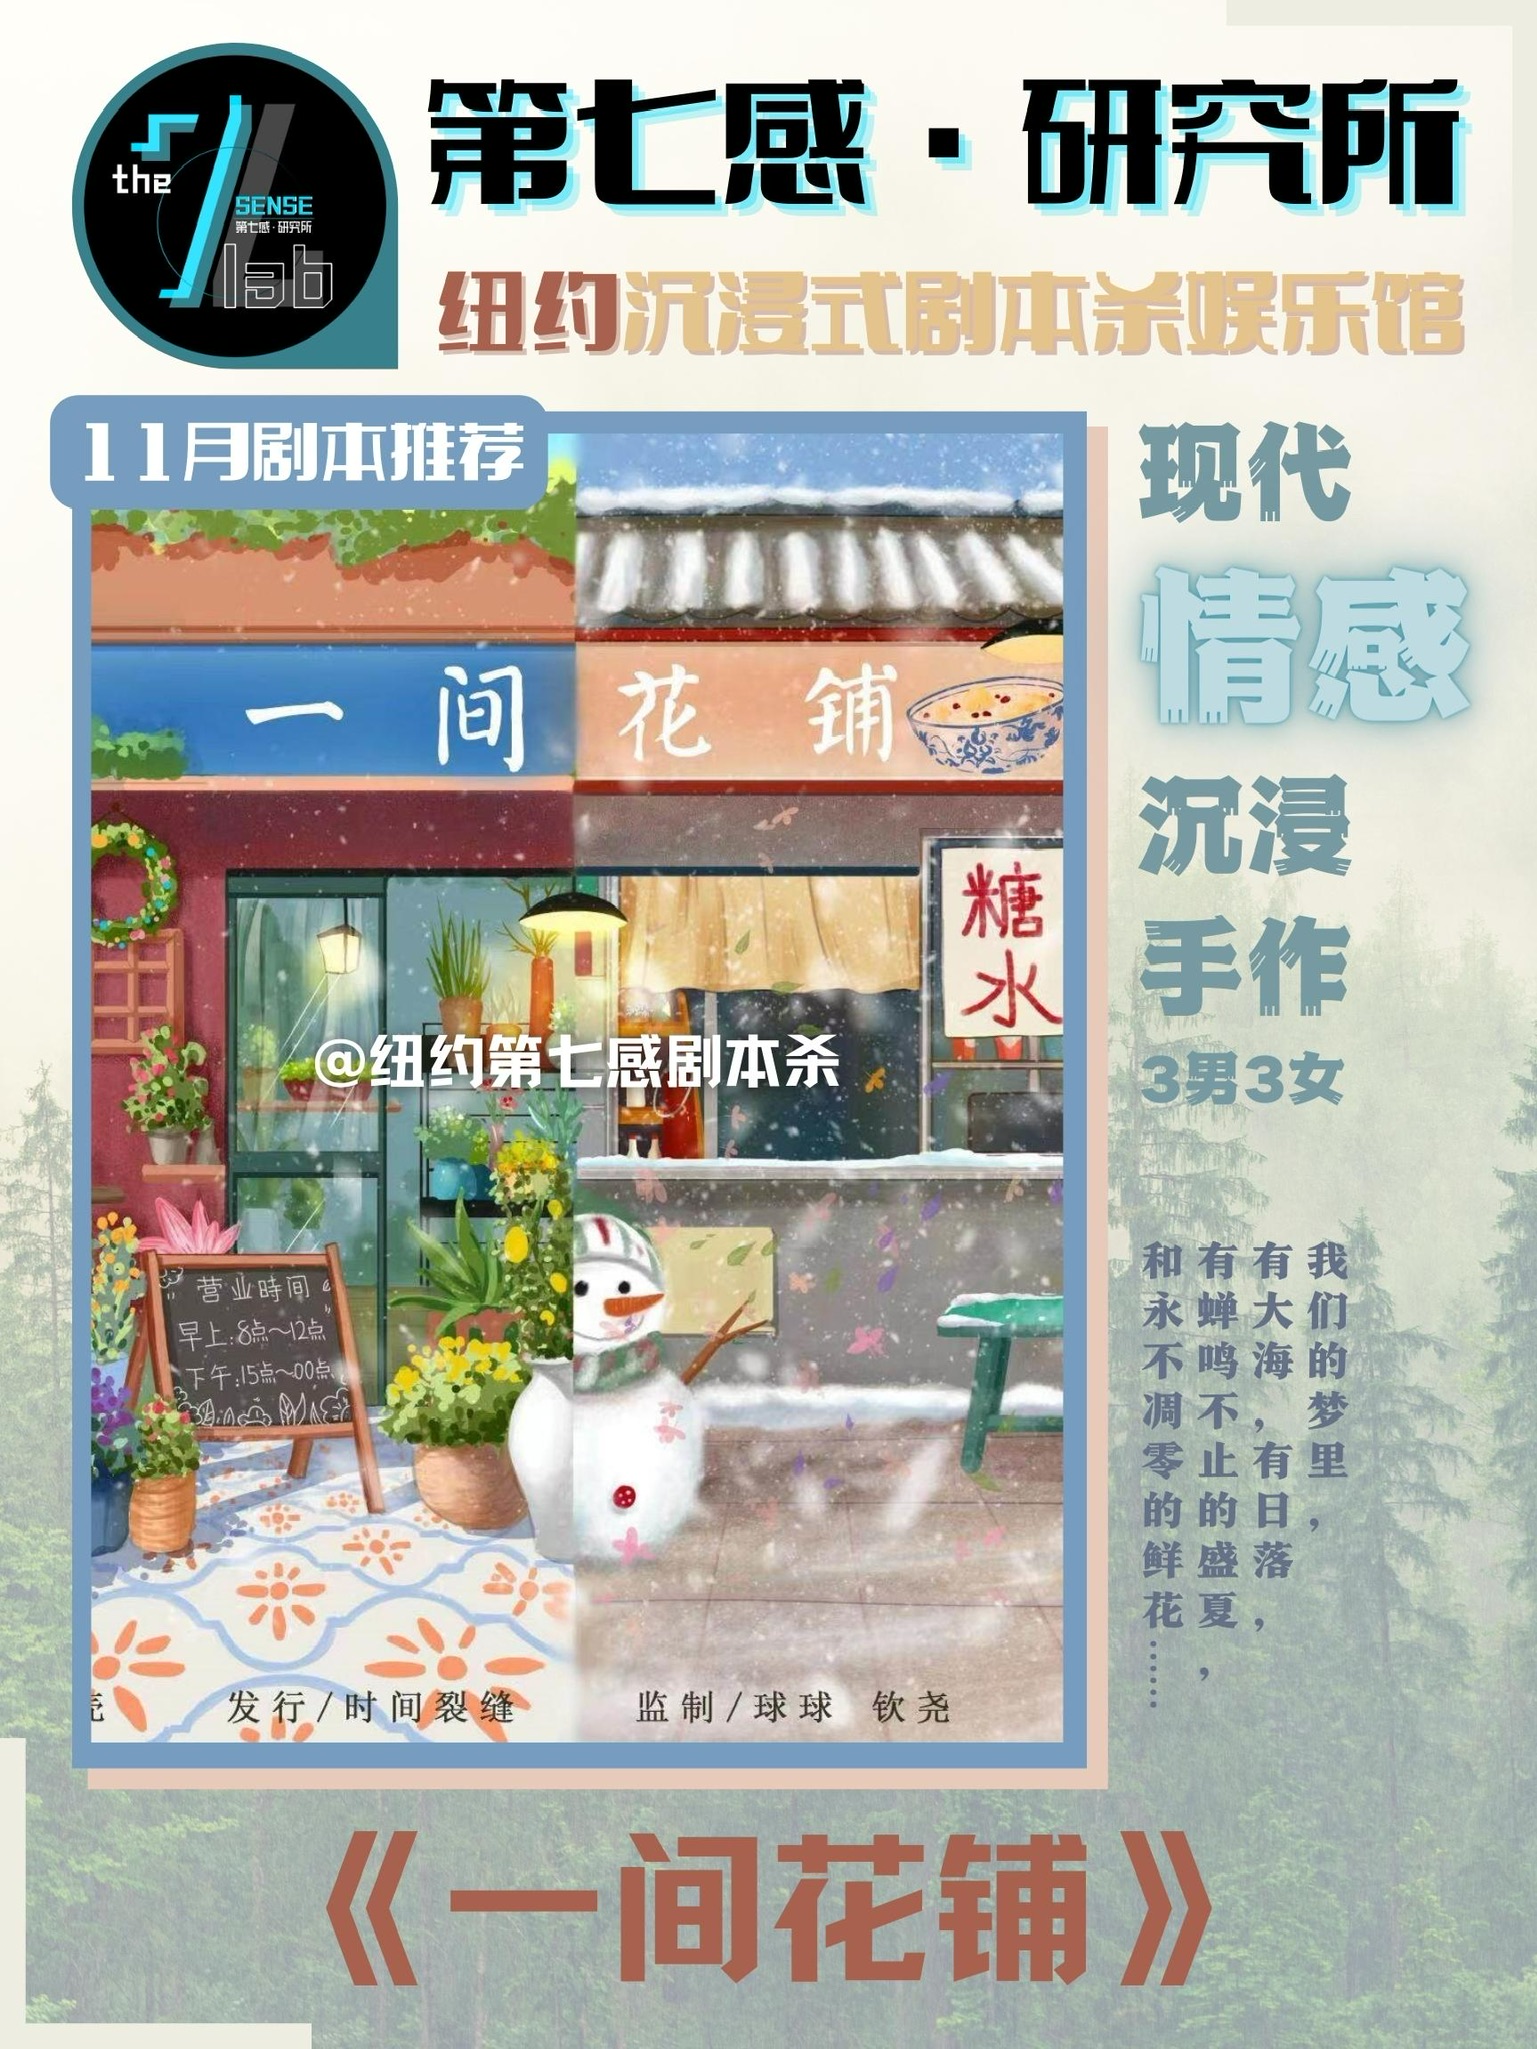 the
SENSE
第七感·研究所
lab
第七感·研究所
纽约沉浸式剧本杀娱乐馆
11月剧本推荐
一间花铺
糖水
@纽约第七感剧本杀
营业时间
早上:8点~12点
下午:15点~00点
发行/时间裂缝
监制/球球 钦尧
现代
情感
沉浸
手作
3男3女
我们的梦里，
有大海，有日落，
有蝉鸣不止的盛夏，
和永不凋零的鲜花……
《一间花铺》